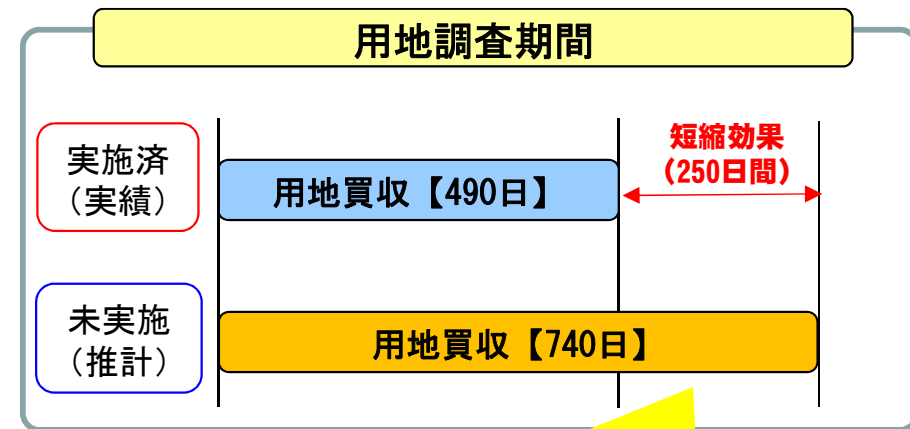 用地調査期間
実施済
（実績）
用地買収【490日】
短縮効果
（250日間）
未実施
（推計）
用地買収【740日】